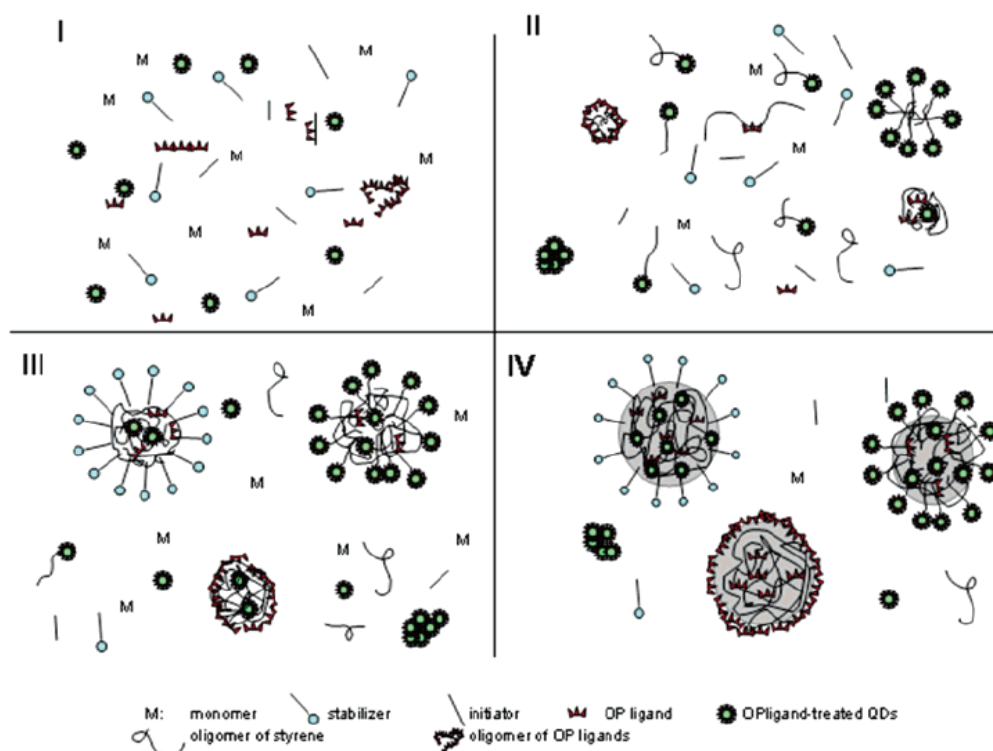 I
M
M
M
M
M
M
M
M
II
M
M
M
III
M
M
M
M
M
M
IV
M
M: monomer stabilizer initiator OP ligand OPligand-treated QDs
oligomer of styrene oligomer of OP ligands